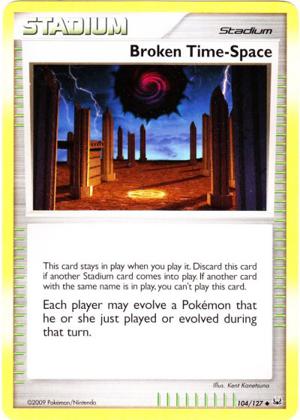 STADIUM
Stadium
Broken Time-Space
This card stays in play when you play it. Discard this
card if another Stadium card comes into play. If another card
with the same name is in play, you can't play this card.
Each player may evolve a Pokémon that
he or she just played or evolved during
that turn.
Illus. Kent Kanetsuna
©2009 Pokémon/Nintendo
104/127